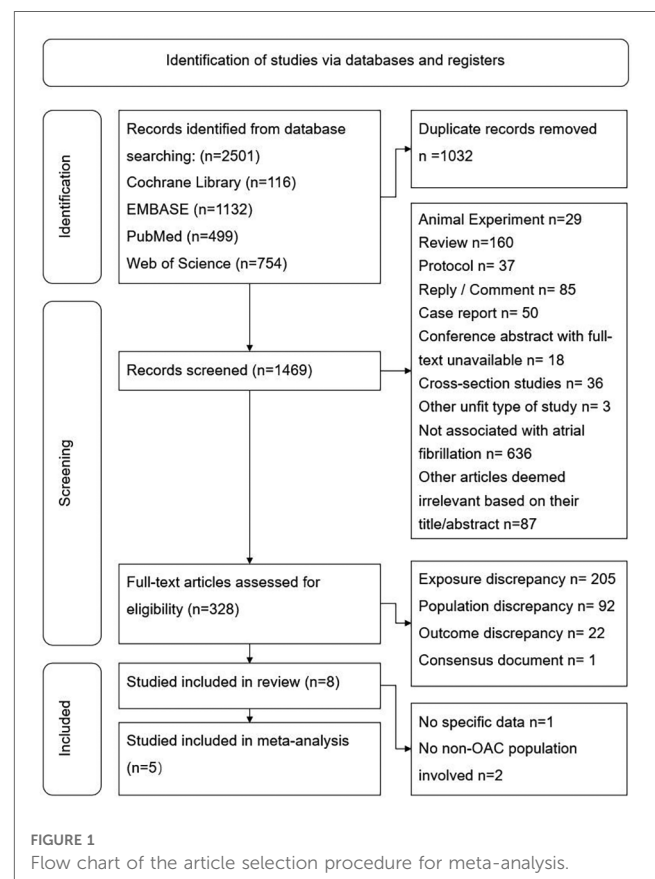 Identification of studies via databases and registers
Identification
Records identified from database
searching: (n=2501)
Cochrane Library (n=116)
EMBASE (n=1132)
PubMed (n=499)
Web of Science (n=754)
Duplicate records removed
n =1032
Screening
Records screened (n=1469)
Animal Experiment n=29
Review n=160
Protocol n= 37
Reply / Comment n= 85
Case report n= 50
Conference abstract with full-
text unavailable n= 18
Cross-section studies n= 36
Other unfit type of study n= 3
Not associated with atrial
fibrillation n= 636
Other articles deemed
irrelevant based on their
title/abstract n=87
Full-text articles assessed for
eligibility (n=328)
Exposure discrepancy n= 205
Population discrepancy n= 92
Outcome discrepancy n= 22
Consensus document n= 1
Included
Studied included in review (n=8)
Studied included in meta-analysis
(n=5)
No specific data n=1
No non-OAC population
involved n=2
FIGURE 1
Flow chart of the article selection procedure for meta-analysis.